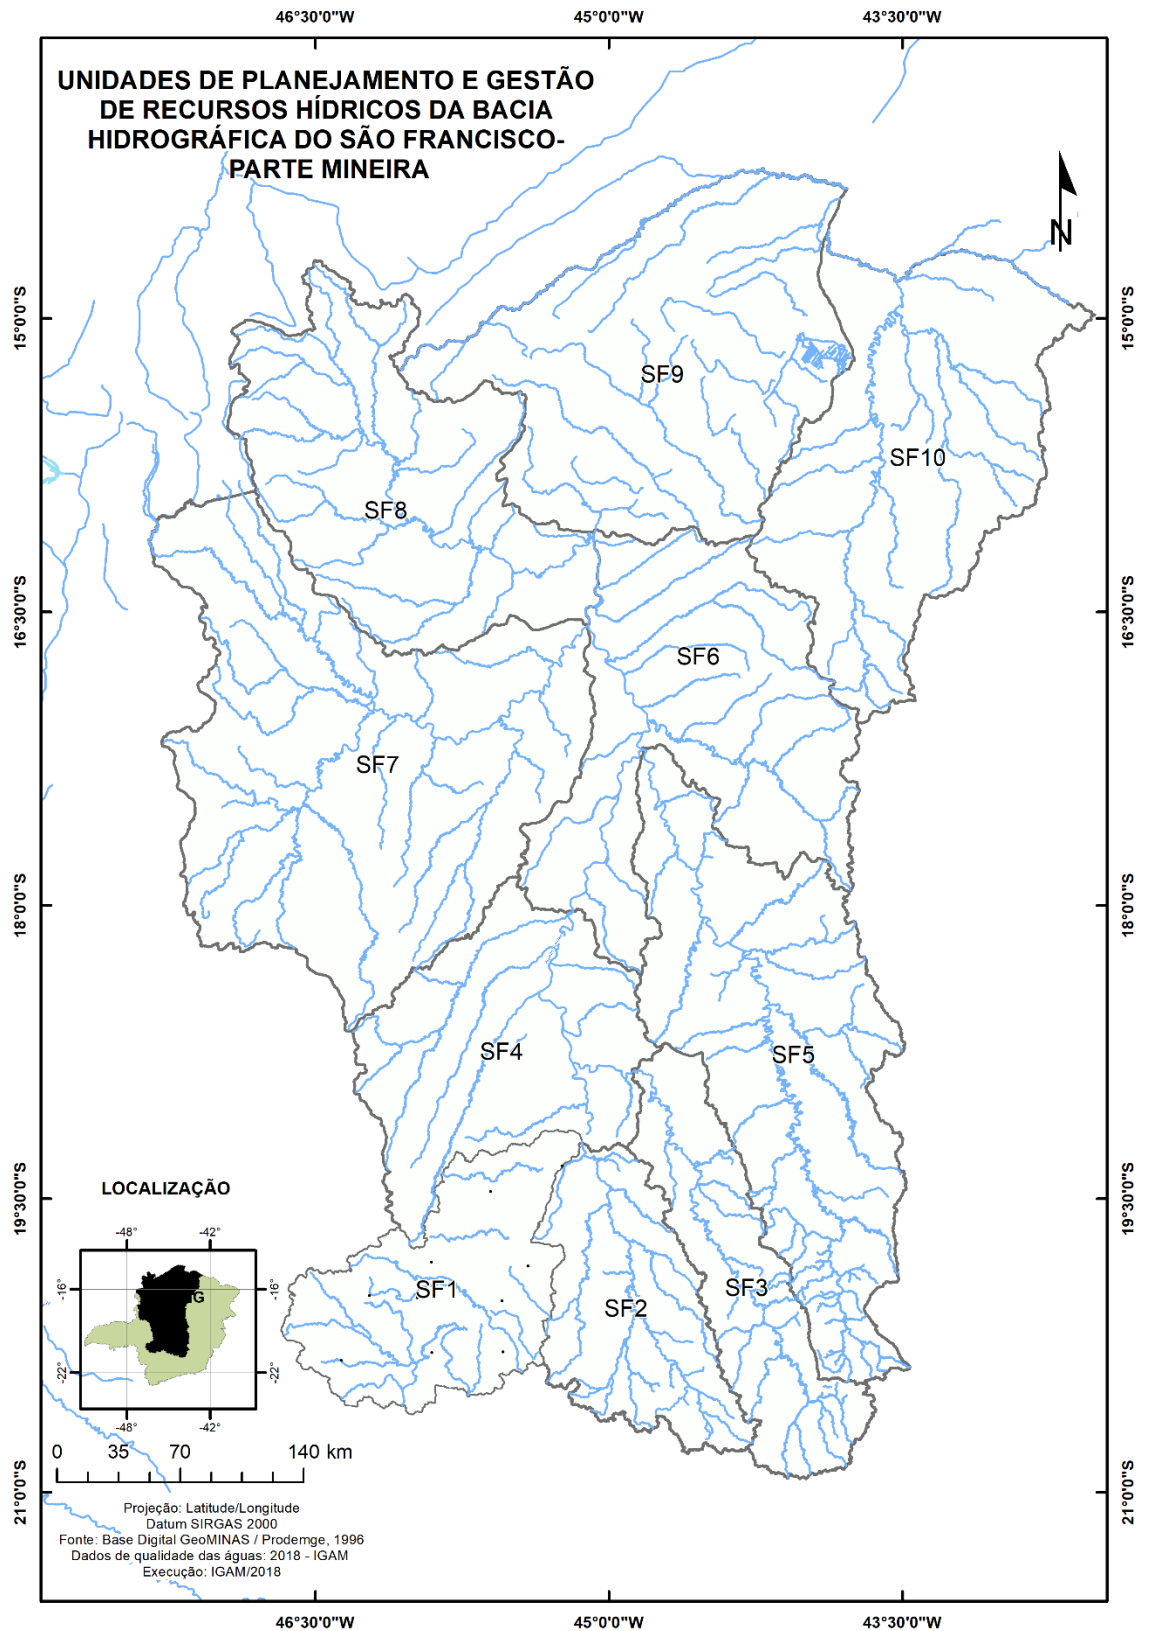 46°30'0"W 45°0'0"W 43°30'0"W
UNIDADES DE PLANEJAMENTO E GESTÃO
DE RECURSOS HÍDRICOS DA BACIA
HIDROGRÁFICA DO SÃO FRANCISCO-
PARTE MINEIRA
N
15°0'0"S 15°0'0"S
SF9
SF10
SF8
16°30'0"S 16°30'0"S
SF6
SF7
18°0'0"S 18°0'0"S
SF4
SF5
19°30'0"S 19°30'0"S
LOCALIZAÇÃO
-48° -42°
-16° G -16°
SF1
SF3
SF2
-22° -22°
-48° -42°
0 35 70 140 km
21°0'0"S 21°0'0"S
Projeção: Latitude/Longitude
Datum SIRGAS 2000
Fonte: Base Digital GeoMINAS / Prodemge, 1996
Dados de qualidade das águas: 2018 - IGAM
Execução: IGAM/2018
46°30'0"W 45°0'0"W 43°30'0"W